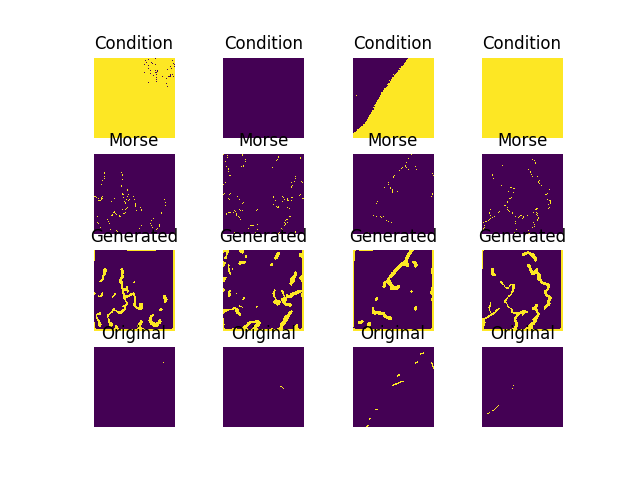 Condition Condition Condition Condition
Morse Morse Morse Morse
Generated Generated Generated Generated
Original Original Original Original